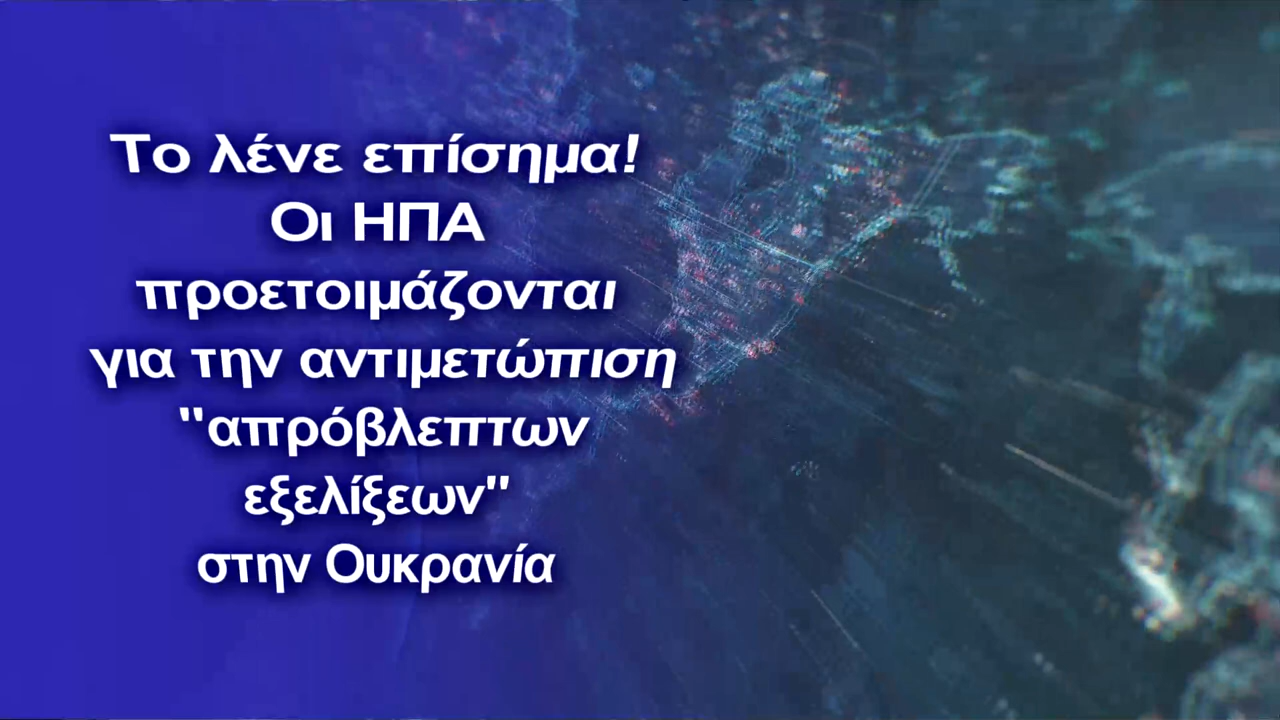 Το λένε επίσημα!
Οι ΗΠΑ
προετοιμάζονται
για την αντιμετώπιση
"απρόβλεπτων
εξελίξεων"
στην Ουκρανία